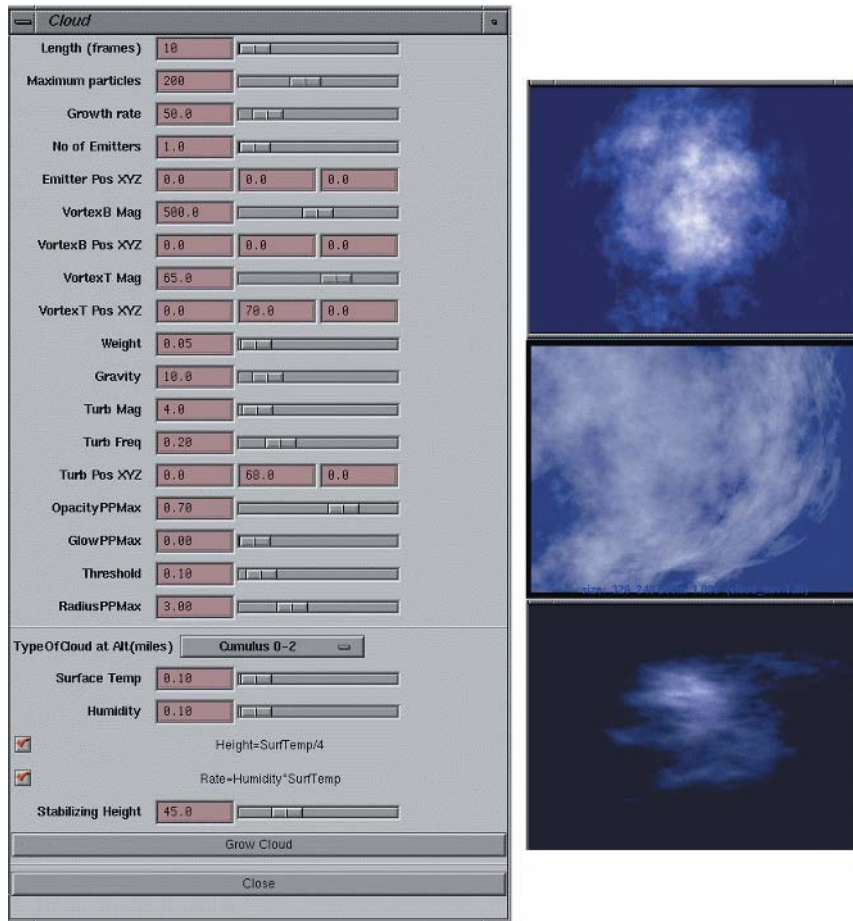 Cloud
Length (frames) 10
Maximum particles 200
Growth rate 50.0
No of Emitters 1.0
Emitter Pos XYZ 0.0 0.0 0.0
VortexB Mag 500.0
VortexB Pos XYZ 0.0 0.0 0.0
VortexT Mag 65.0
VortexT Pos XYZ 0.0 70.0 0.0
Weight 0.05
Gravity 10.0
Turb Mag 4.0
Turb Freq 0.20
Turb Pos XYZ 0.0 68.0 0.0
OpacityPPMax 0.70
GlowPPMax 0.00
Threshold 0.10
RadiusPPMax 3.00
TypeOfCloud at Alt(miles) Cumulus 0-2
Surface Temp 0.10
Humidity 0.10
Height=SurfTemp/4
Rate=Humidity*SurfTemp
Stabilizing Height 45.0
Grow Cloud
Close
size: